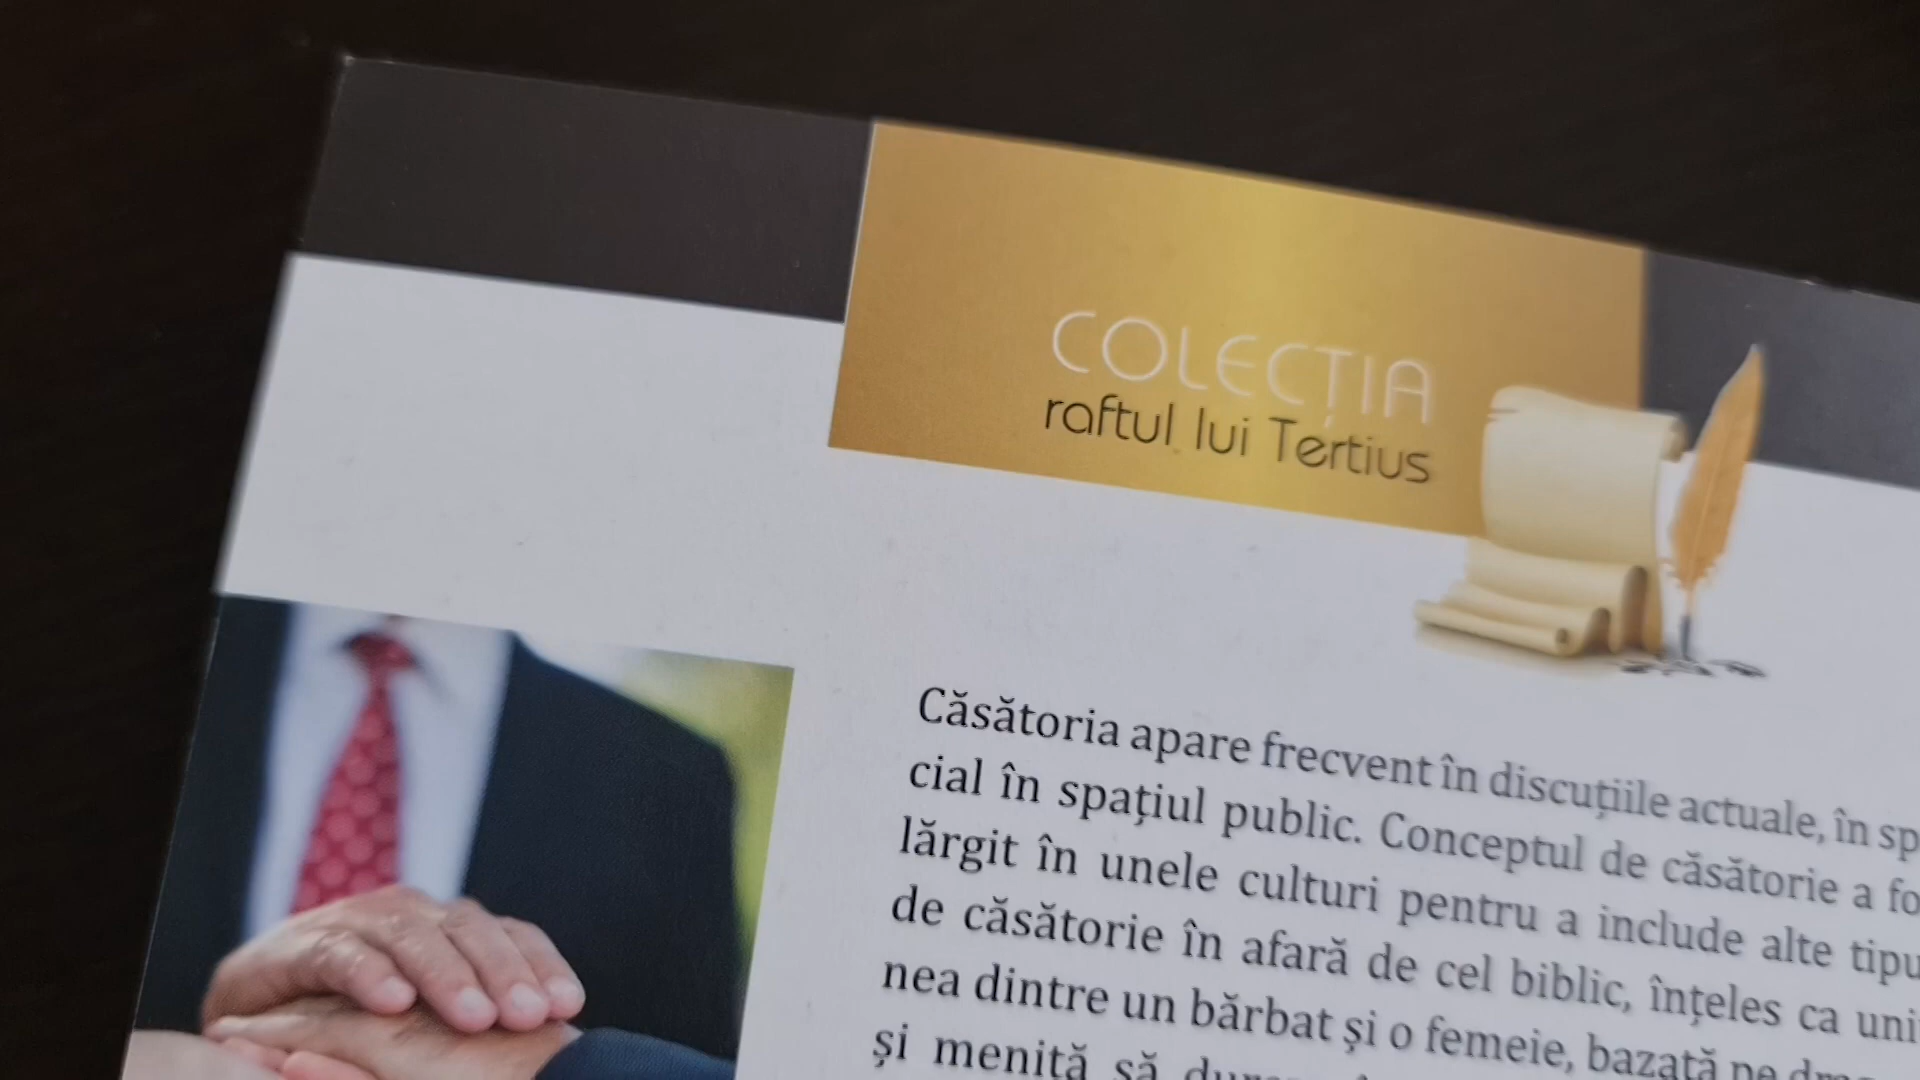 COLECȚIA
raftul lui Tertius
Căsătoria apare frecvent în discuțiile actuale, în sp
cial în spațiul public. Conceptul de căsătorie a fo
lărgit în unele culturi pentru a include alte tipu
de căsătorie în afară de cel biblic, înțeles ca uni
nea dintre un bărbat și o femeie, bazată pe
și menită să